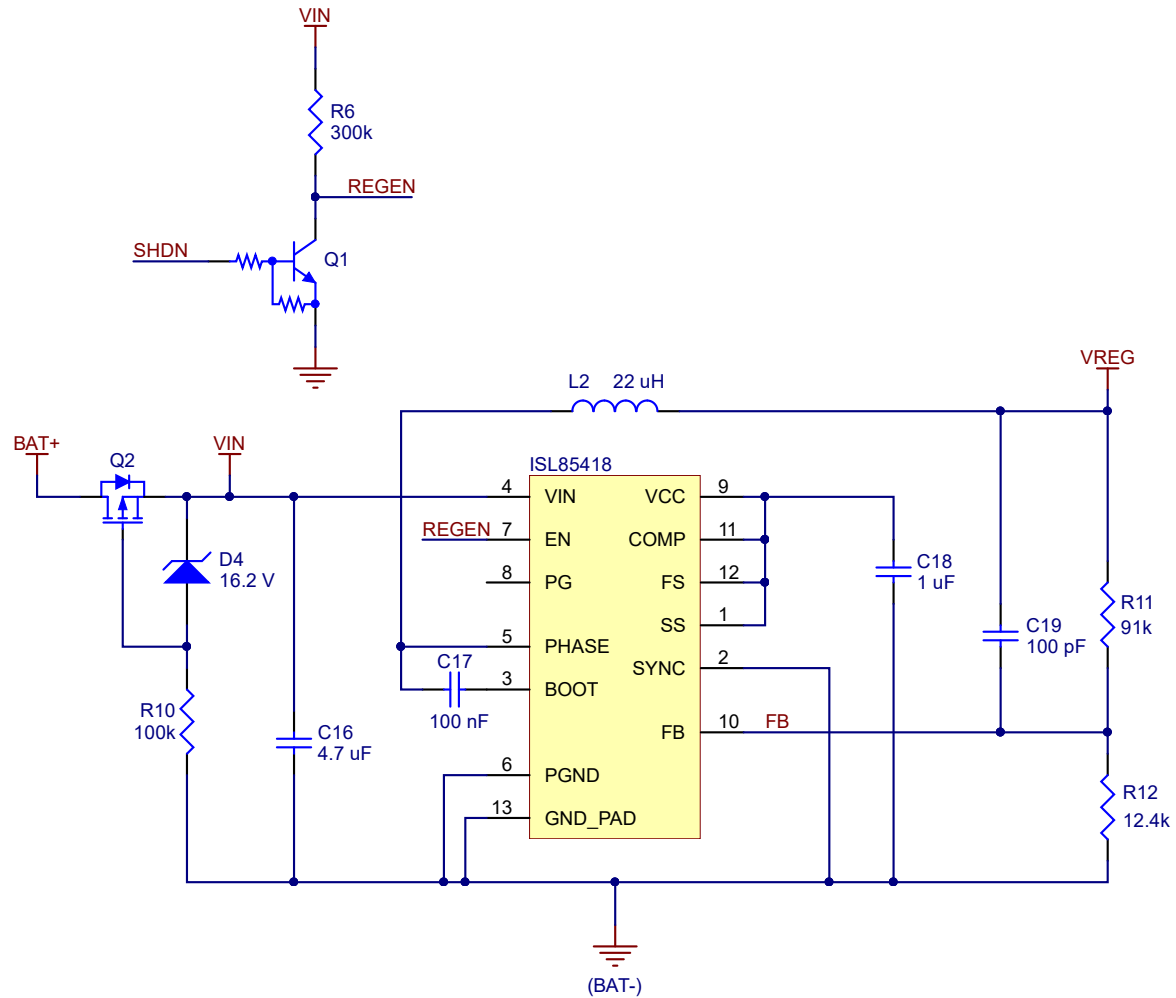 VIN
R6
300k
REGEN
SHDN
Q1
L2 22 uH
VREG
BAT+
Q2
VIN
ISL85418
4 VIN VCC 9
REGEN 7 EN COMP 11
8 PG FS 12
D4
16.2 V
C18
1 uF
SS 1
5 PHASE
SYNC 2
C17
3 BOOT
100 nF
R11
91k
C19
100 pF
R10
100k
C16
4.7 uF
FB 10 FB
6 PGND
13 GND_PAD
R12
12.4k
(BAT-)